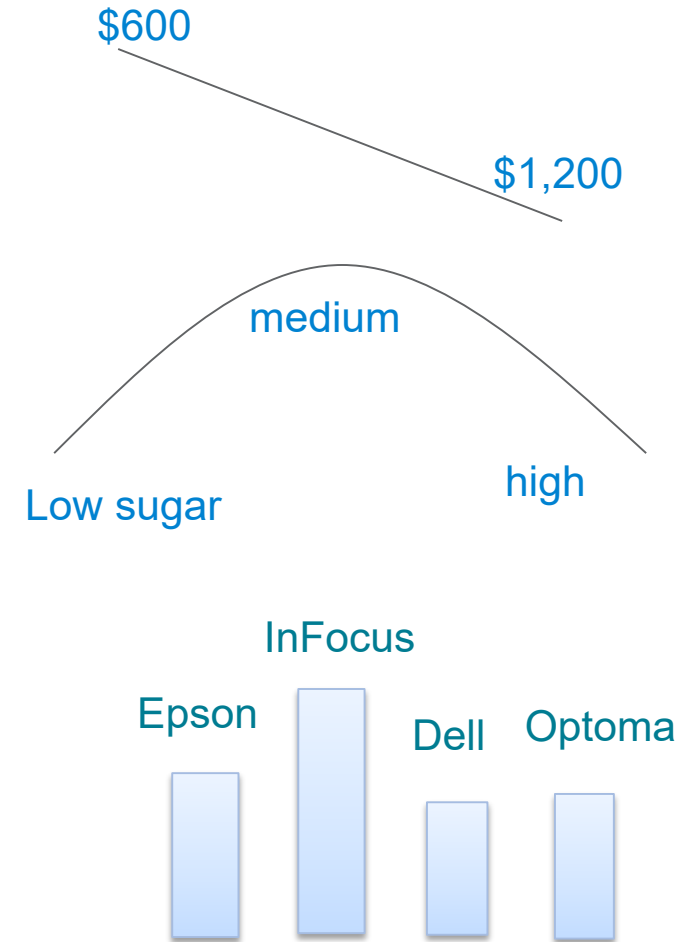 $600
$1,200
medium
high
Low sugar
InFocus
Epson
Optoma
Dell